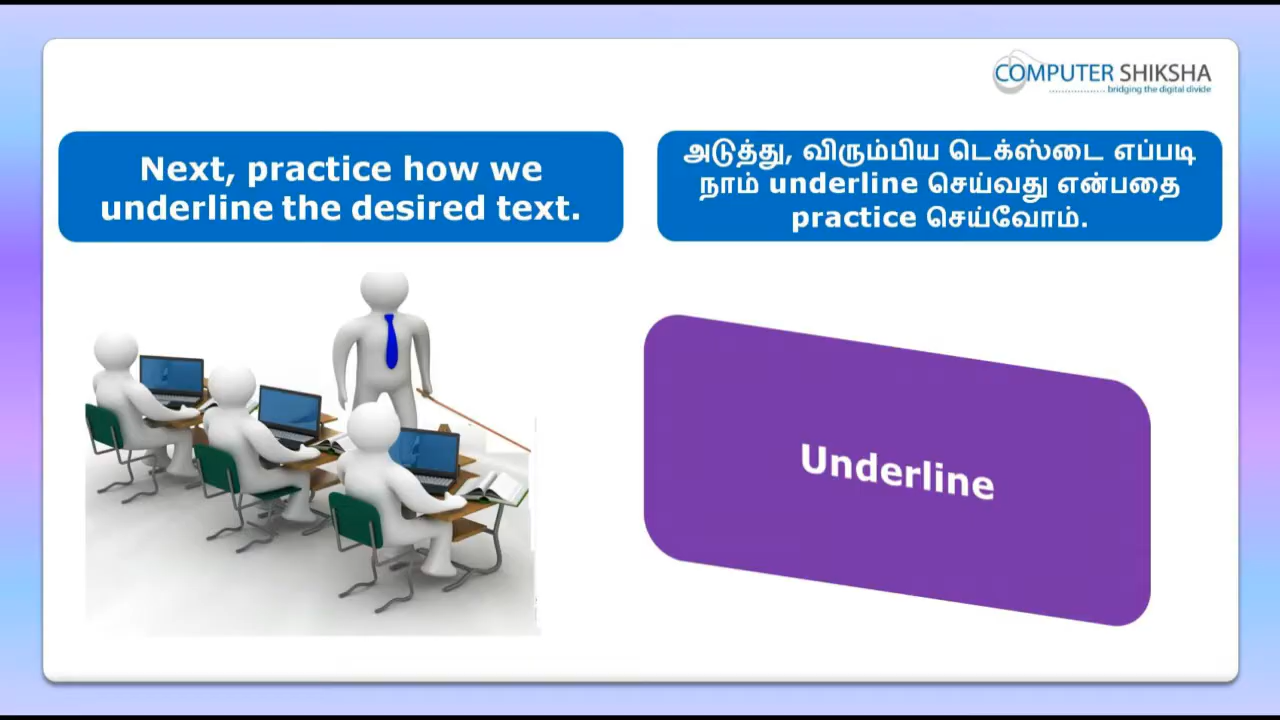 COMPUTER SHIKSHA
bridging the digital divide
Next, practice how we
underline the desired text.
அடுத்து, விரும்பிய டெக்ஸ்டை எப்படி
நாம் underline செய்வது என்பதை
practice செய்வோம்.
Underline